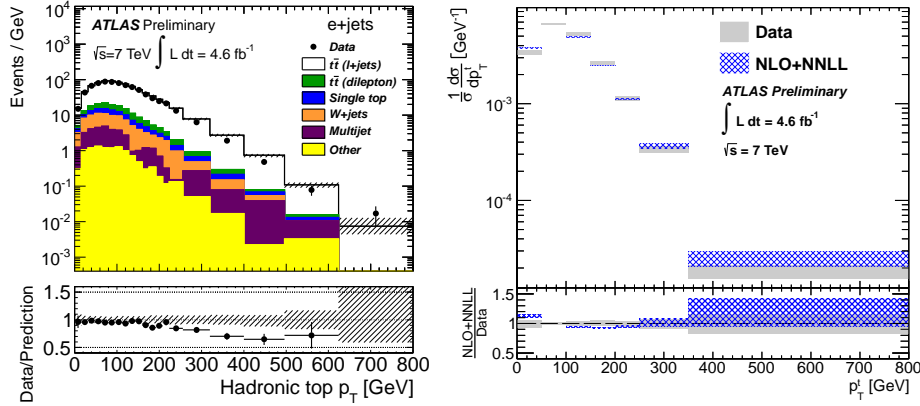 Events / GeV
10⁴
10³
10²
10
1
10⁻¹
10⁻²
10⁻³
ATLAS Preliminary
√s=7 TeV ∫ L dt = 4.6 fb⁻¹
e+jets
Data
tt̄ (l+jets)
tt̄ (dilepton)
Single top
W+jets
Multijet
Other
Data/Prediction
1.5
1
0.5
0 100 200 300 400 500 600 700 800
Hadronic top p_T [GeV]
1/σ dσ/dp_T^t [GeV⁻¹]
10⁻³
10⁻⁴
Data
NLO+NNLL
ATLAS Preliminary
∫ L dt = 4.6 fb⁻¹
√s = 7 TeV
NLO+NNLL
Data
1.5
1
0.5
0 100 200 300 400 500 600 700 800
p_T^t [GeV]